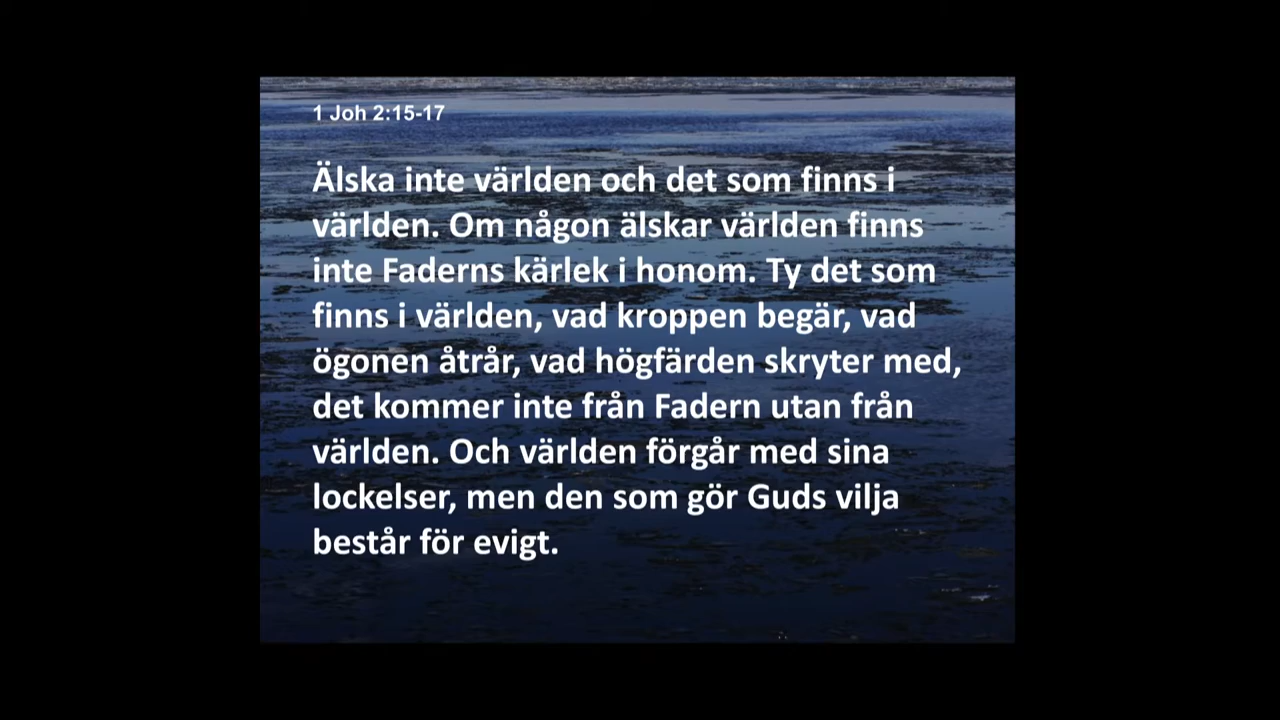 1 Joh 2:15-17
Älska inte världen och det som finns i
världen. Om någon älskar världen finns
inte Faderns kärlek i honom. Ty det som
finns i världen, vad kroppen begär, vad
ögonen åtrår, vad högfärden skryter med,
det kommer inte från Fadern utan från
världen. Och världen förgår med sina
lockelser, men den som gör Guds vilja
består för evigt.